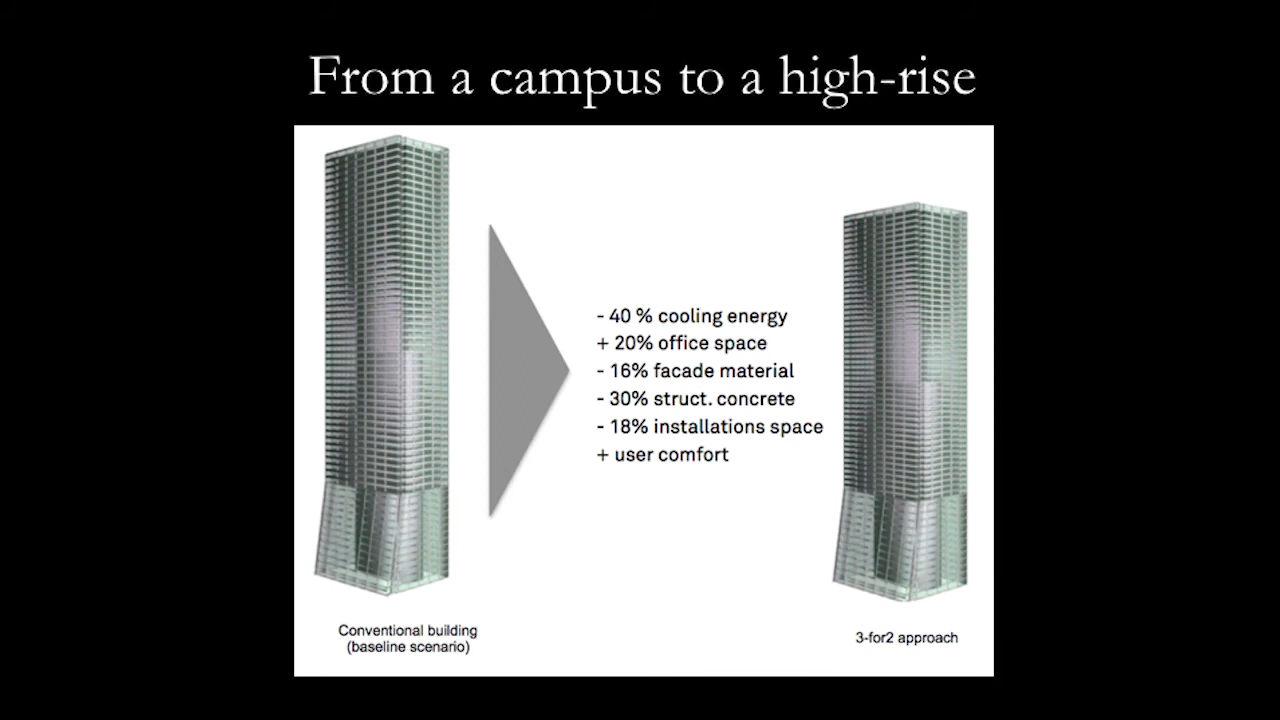 From a campus to a high-rise
- 40 % cooling energy
+ 20% office space
- 16% facade material
- 30% struct. concrete
- 18% installations space
+ user comfort
Conventional building
(baseline scenario)
3-for2 approach